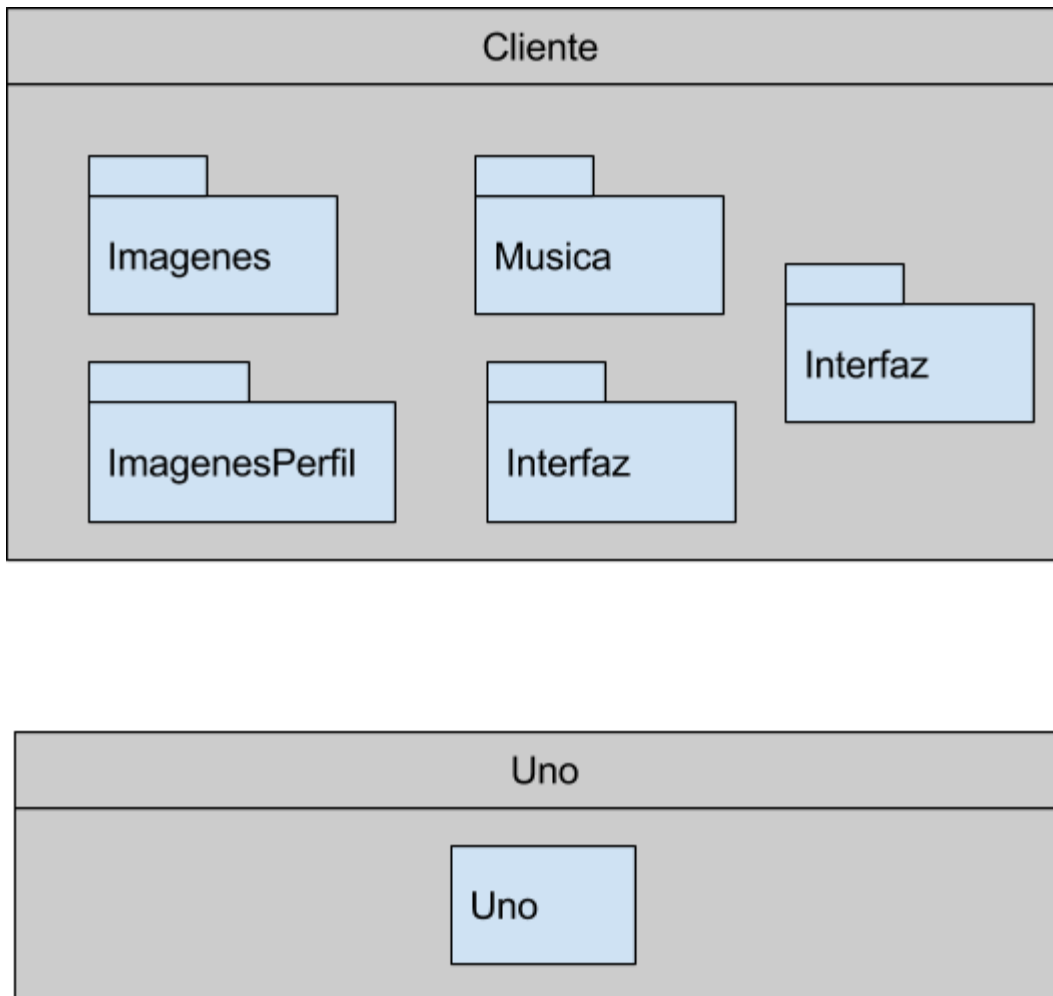 Cliente
Imagenes
Musica
Interfaz
ImagenesPerfil
Interfaz
Uno
Uno